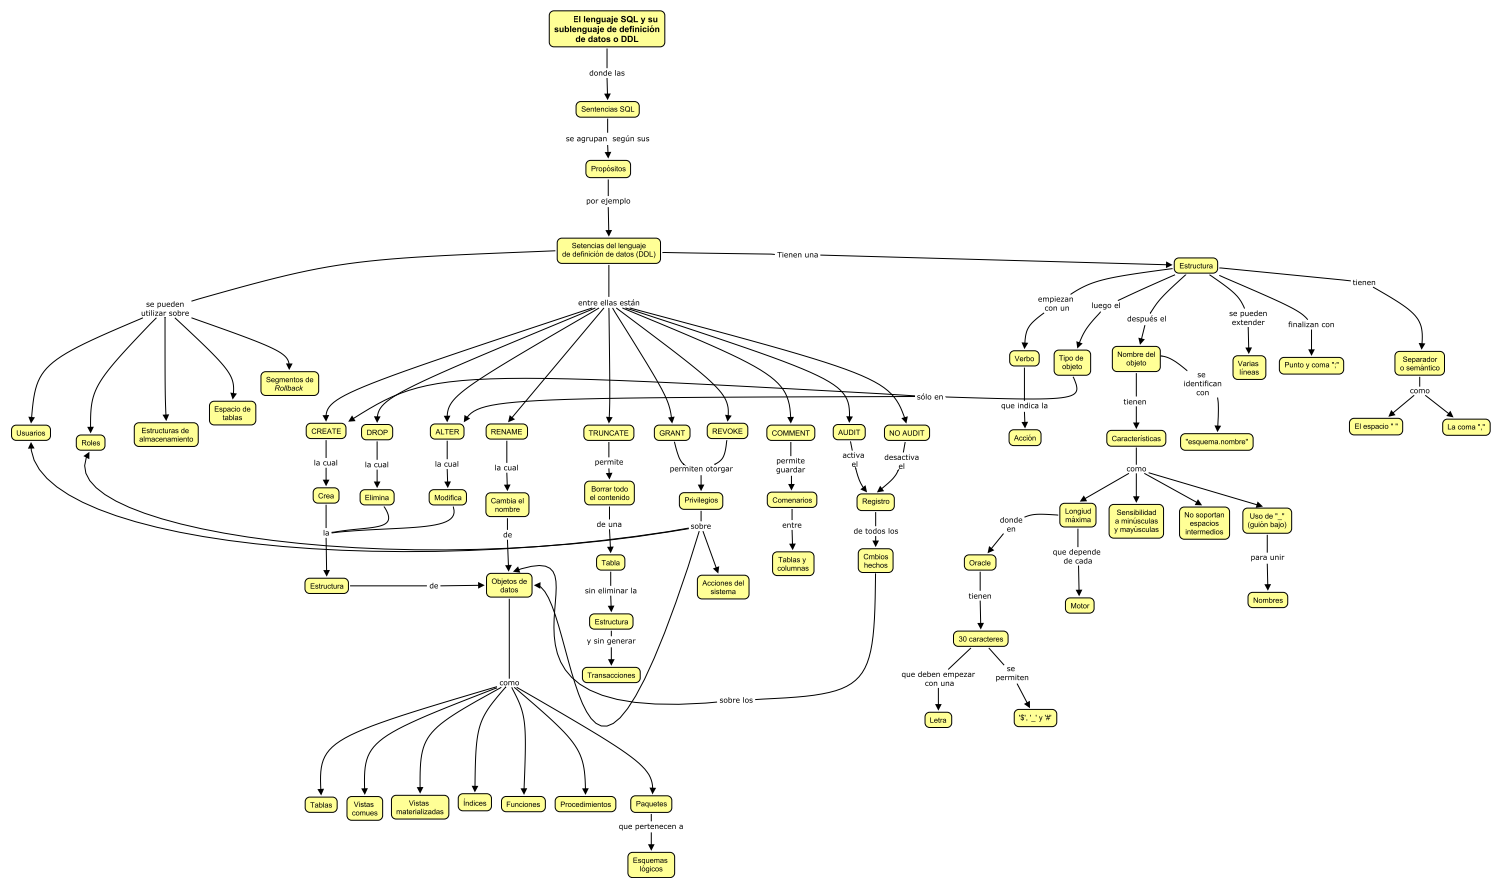 El lenguaje SQL y su
sublenguaje de definición
de datos o DDL
donde las
Sentencias SQL
se agrupan según sus
Propósitos
por ejemplo
Setencias del lenguaje
de definición de datos (DDL)
Tienen una
Estructura
se pueden
utilizar sobre
entre ellas están
empiezan
con un
luego el
después el
se pueden
extender
finalizan con
tienen
Verbo
Tipo de
objeto
Nombre del
objeto
Varias
líneas
Punto y coma ";"
Separador
o semántico
Segmentos de
Rollback
se
identifican
con
como
sólo en
que indica la
tienen
Espacio de
tablas
Usuarios
Roles
Estructuras de
almacenamiento
CREATE
DROP
ALTER
RENAME
TRUNCATE
GRANT
REVOKE
COMMENT
AUDIT
NO AUDIT
Acción
Características
"esquema.nombre"
El espacio " "
La coma ","
la cual
la cual
la cual
la cual
permite
permiten otorgar
permite
guardar
activa
el
desactiva
el
como
Crea
Elimina
Modifica
Cambia el
nombre
Borrar todo
el contenido
Privilegios
Comenarios
Registro
Longiud
máxima
Sensibilidad
a minúsculas
y mayúsculas
No soportan
espacios
intermedios
Uso de "_"
(guión bajo)
la
de
de una
sobre
entre
de todos los
donde
en
que depende
de cada
para unir
Tabla
Tablas y
columnas
Cmbios
hechos
Oracle
Estructura
de
Objetos de
datos
sin eliminar la
Acciones del
sistema
tienen
Motor
Nombres
Estructura
y sin generar
30 caracteres
Transacciones
que deben empezar
con una
se
permiten
como
sobre los
Letra
'$', '_' y '#'
Tablas
Vistas
comues
Vistas
materializadas
Índices
Funciones
Procedimientos
Paquetes
que pertenecen a
Esquemas
lógicos